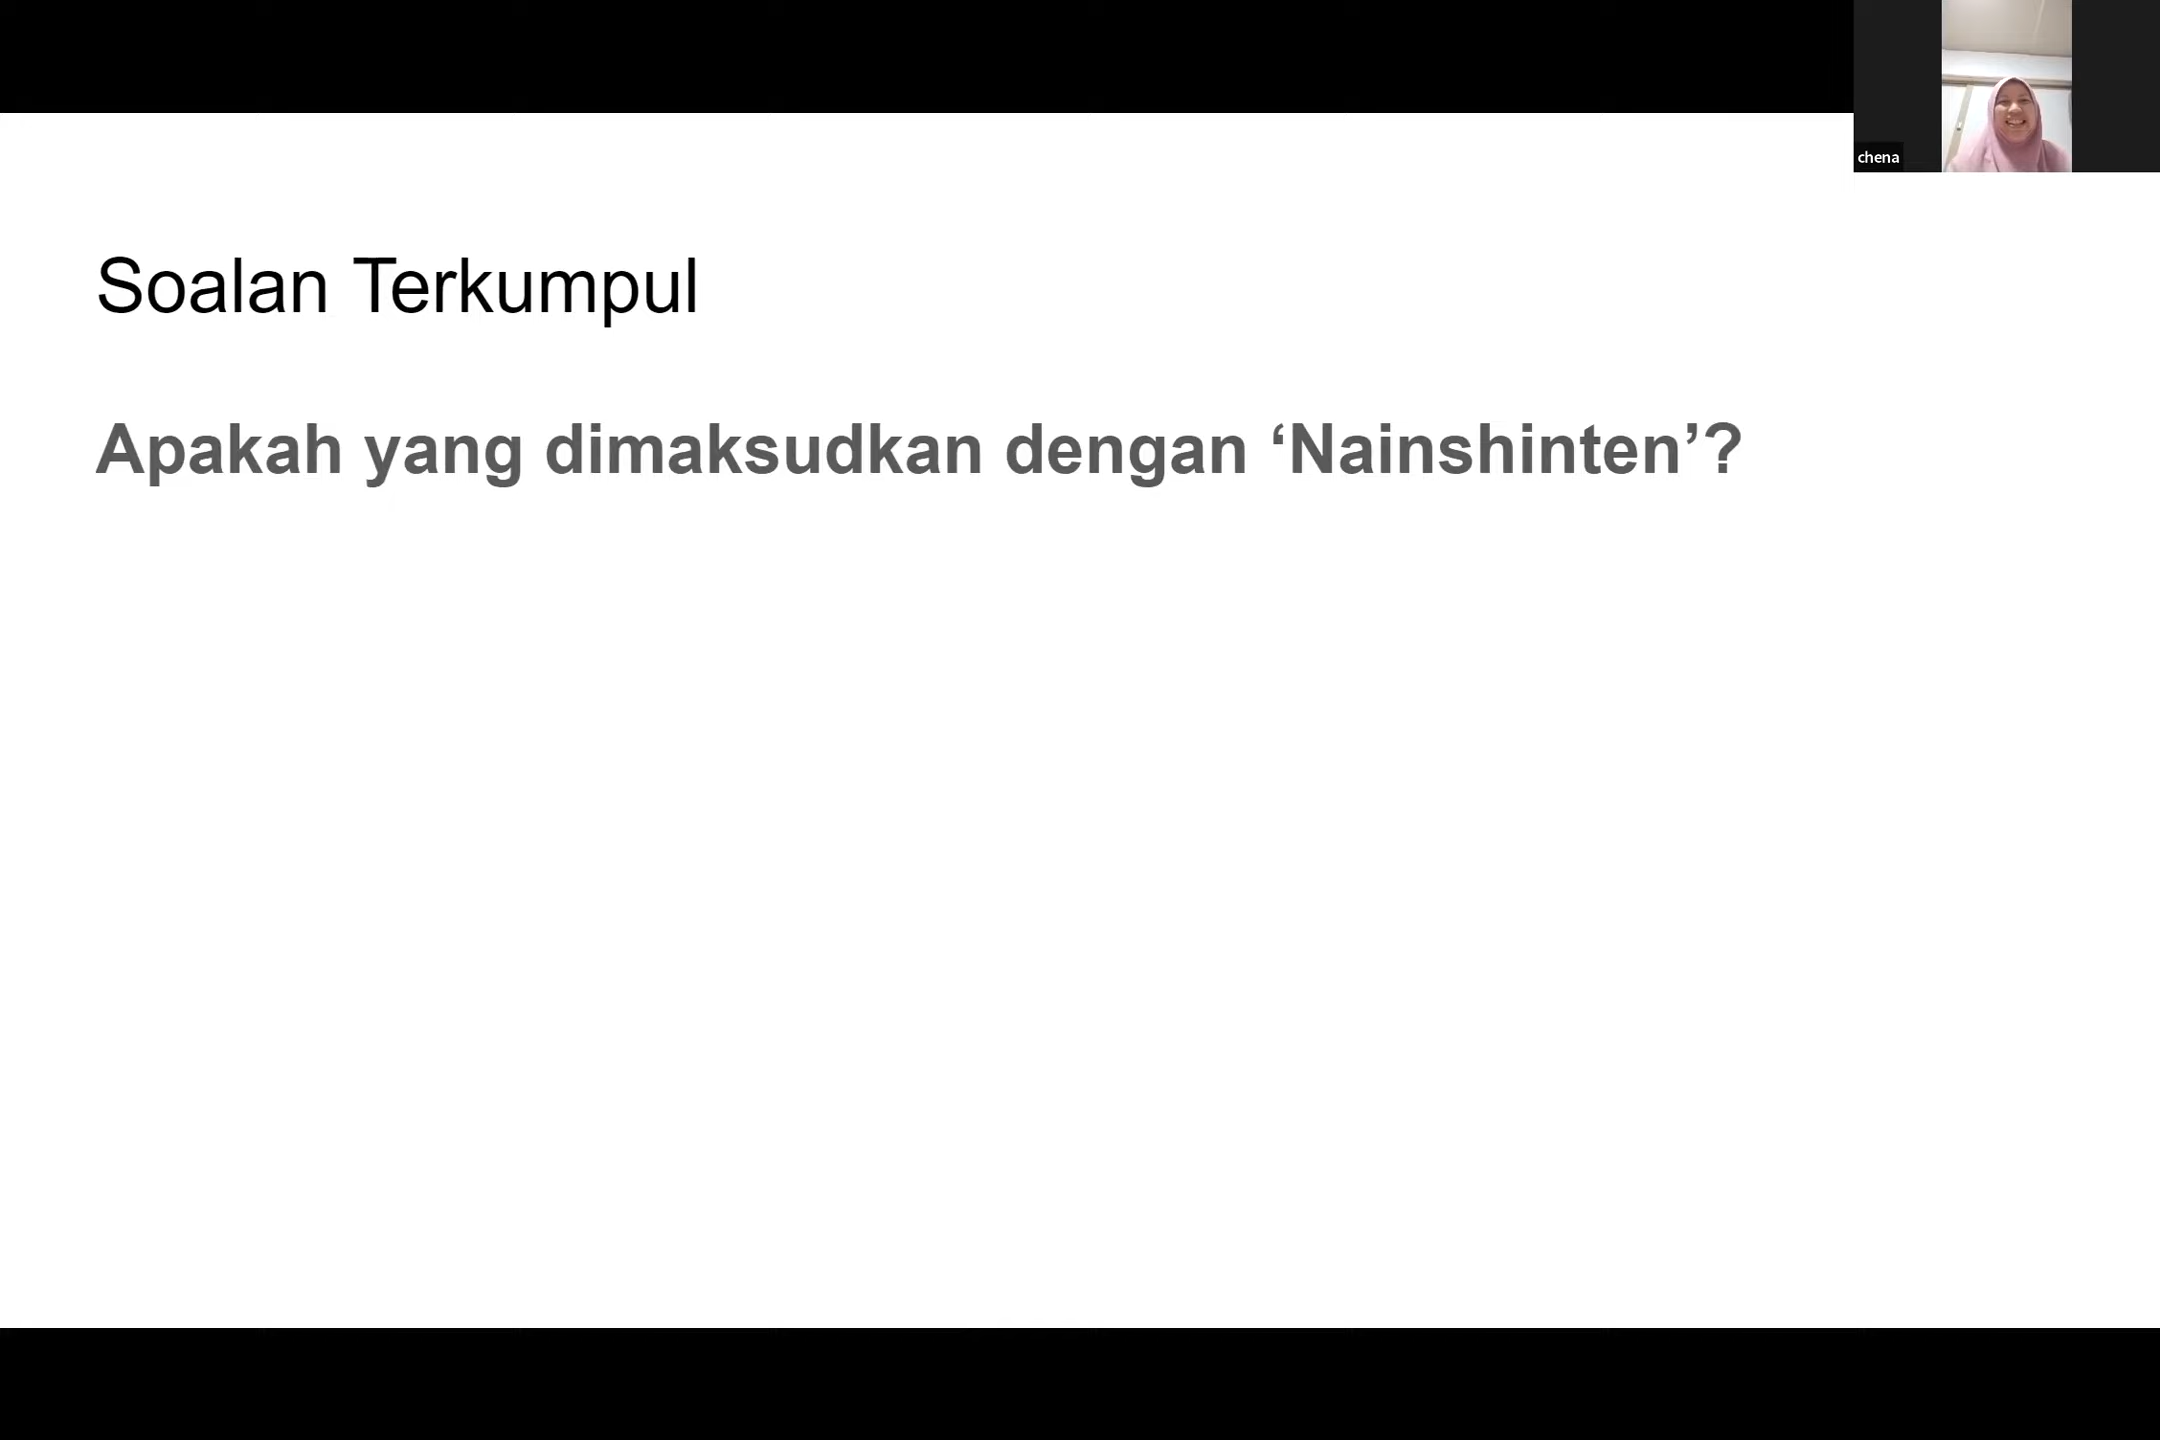 chena
Soalan Terkumpul
Apakah yang dimaksudkan dengan ‘Nainshinten’?